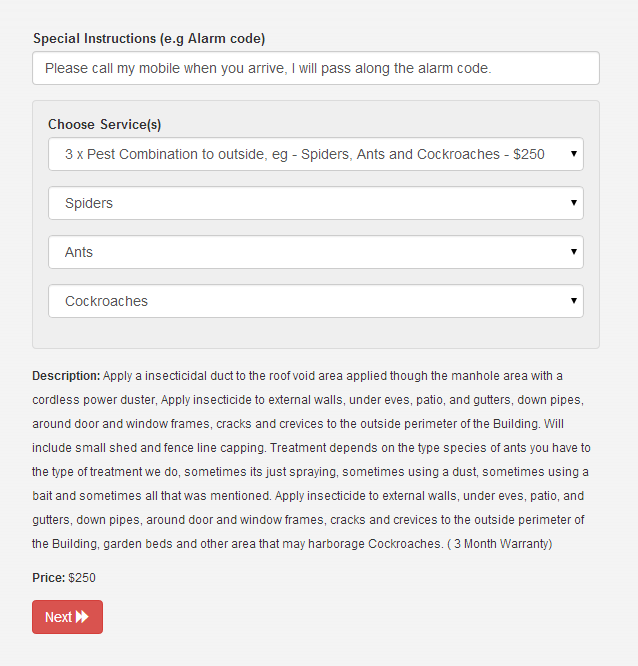 Special Instructions (e.g Alarm code)
Please call my mobile when you arrive, I will pass along the alarm code.
Choose Service(s)
3 x Pest Combination to outside, eg - Spiders, Ants and Cockroaches - $250
Spiders
Ants
Cockroaches
Description: Apply a insecticidal duct to the roof void area applied though the manhole area with a
cordless power duster, Apply insecticide to external walls, under eves, patio, and gutters, down pipes,
around door and window frames, cracks and crevices to the outside perimeter of the Building. Will
include small shed and fence line capping. Treatment depends on the type species of ants you have to
the type of treatment we do, sometimes its just spraying, sometimes using a dust, sometimes using a
bait and sometimes all that was mentioned. Apply insecticide to external walls, under eves, patio, and
gutters, down pipes, around door and window frames, cracks and crevices to the outside perimeter of
the Building, garden beds and other area that may harborage Cockroaches. ( 3 Month Warranty)
Price: $250
Next